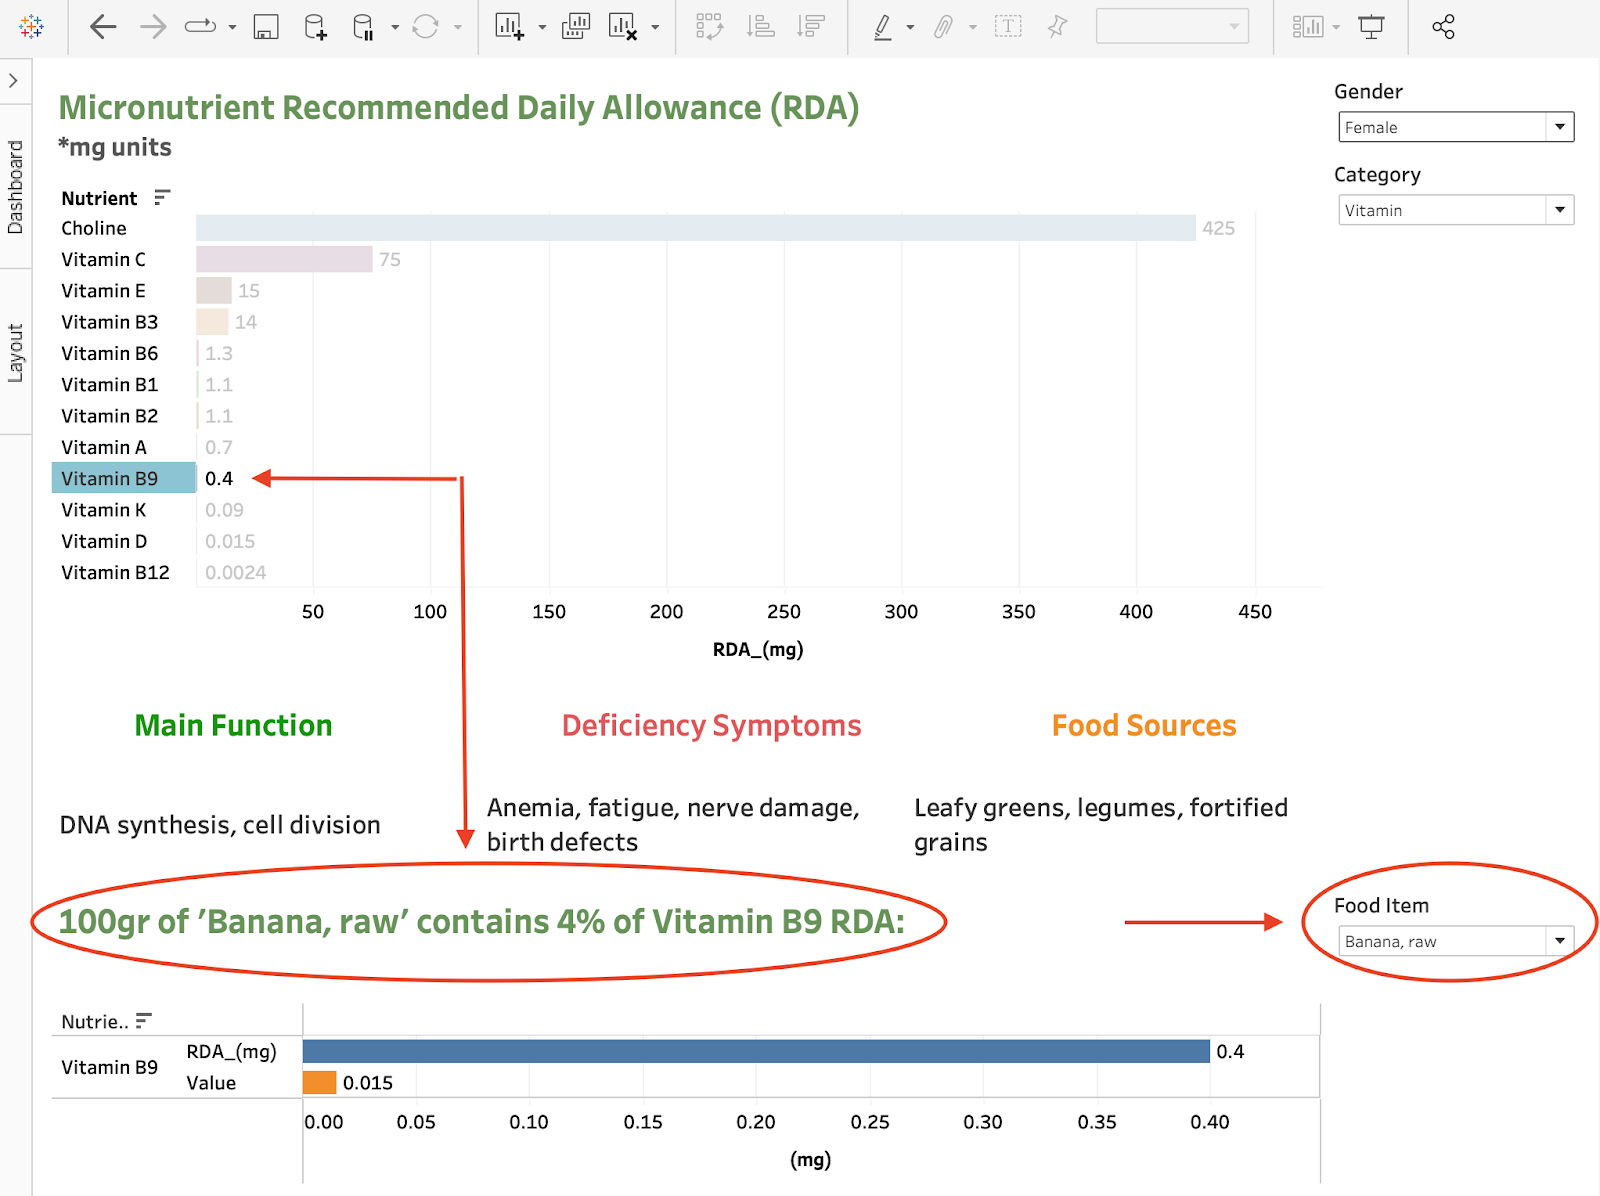 Micronutrient Recommended Daily Allowance (RDA)
*mg units
Gender
Female
Category
Vitamin
Dashboard
Layout
Nutrient
Choline 425
Vitamin C 75
Vitamin E 15
Vitamin B3 14
Vitamin B6 1.3
Vitamin B1 1.1
Vitamin B2 1.1
Vitamin A 0.7
Vitamin B9 0.4
Vitamin K 0.09
Vitamin D 0.015
Vitamin B12 0.0024
50 100 150 200 250 300 350 400 450
RDA_(mg)
Main Function
DNA synthesis, cell division
Deficiency Symptoms
Anemia, fatigue, nerve damage,
birth defects
Food Sources
Leafy greens, legumes, fortified
grains
100gr of ’Banana, raw’ contains 4% of Vitamin B9 RDA:
Food Item
Banana, raw
Nutrie..
Vitamin B9
RDA_(mg) 0.4
Value 0.015
0.00 0.05 0.10 0.15 0.20 0.25 0.30 0.35 0.40
(mg)